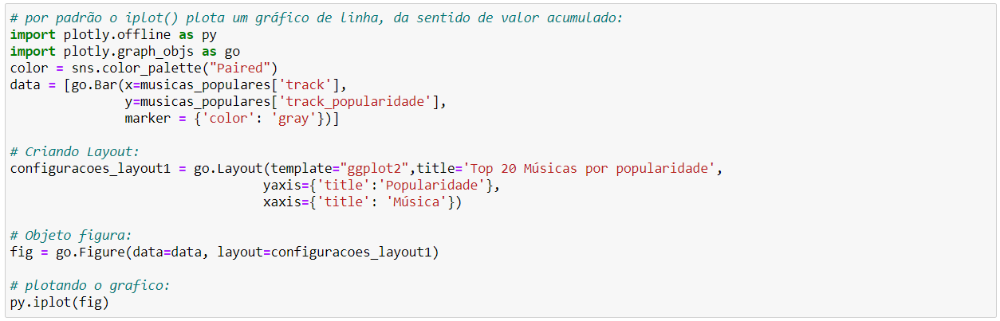 # por padrão o iplot() plota um gráfico de linha, da sentido de valor acumulado:
import plotly.offline as py
import plotly.graph_objs as go
color = sns.color_palette("Paired")
data = [go.Bar(x=musicas_populares['track'],
               y=musicas_populares['track_popularidade'],
               marker = {'color': 'gray'})]

# Criando Layout:
configuracoes_layout1 = go.Layout(template="ggplot2",title='Top 20 Músicas por popularidade',
                                 yaxis={'title':'Popularidade'},
                                 xaxis={'title': 'Música'})

# Objeto figura:
fig = go.Figure(data=data, layout=configuracoes_layout1)

# plotando o grafico:
py.iplot(fig)